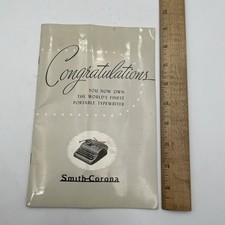 Congratulations
YOU NOW OWN
THE WORLD'S FINEST
PORTABLE TYPEWRITER
Smith-Corona